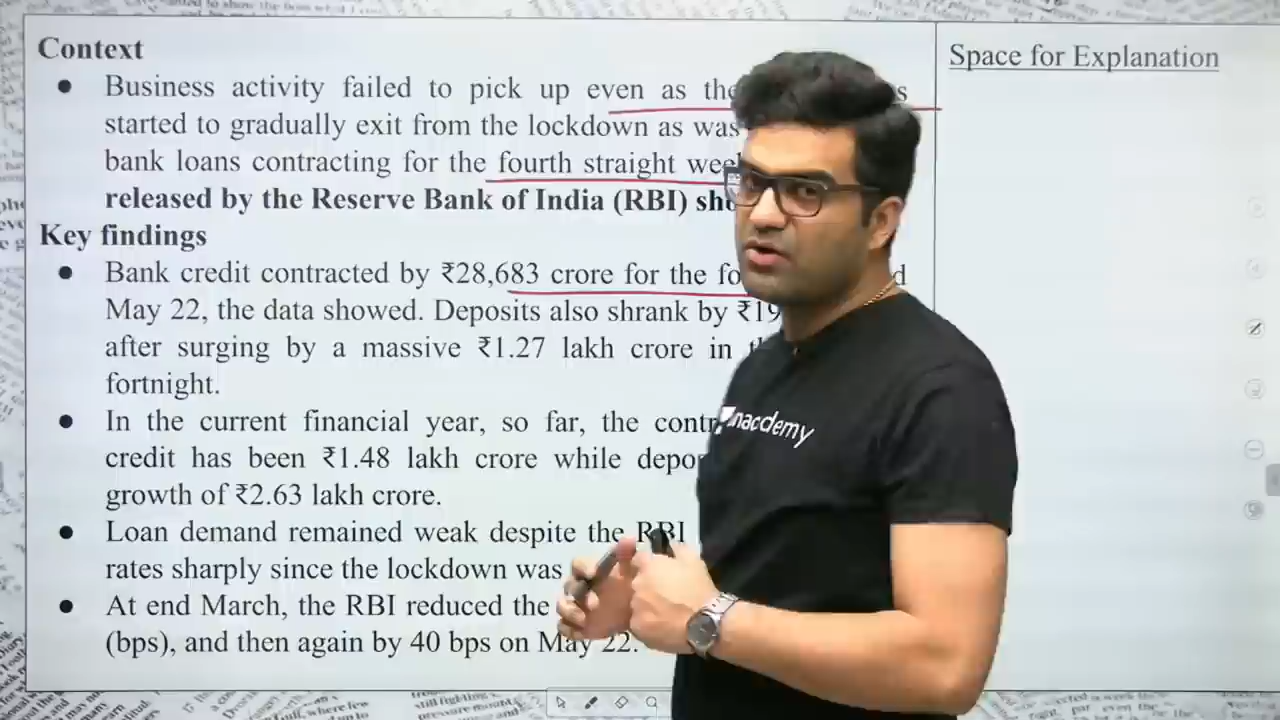 Context
Space for Explanation
Business activity failed to pick up even as the
started to gradually exit from the lockdown as was
bank loans contracting for the fourth straight
released by the Reserve Bank of India (RBI)
Key findings
Bank credit contracted by ₹28,683 crore for the
May 22, the data showed. Deposits also shrank by
after surging by a massive ₹1.27 lakh crore in
fortnight.
In the current financial year, so far, the
credit has been ₹1.48 lakh crore while
growth of ₹2.63 lakh crore.
Loan demand remained weak despite the RBI
rates sharply since the lockdown was
At end March, the RBI reduced the
(bps), and then again by 40 bps on May 22.
unacademy